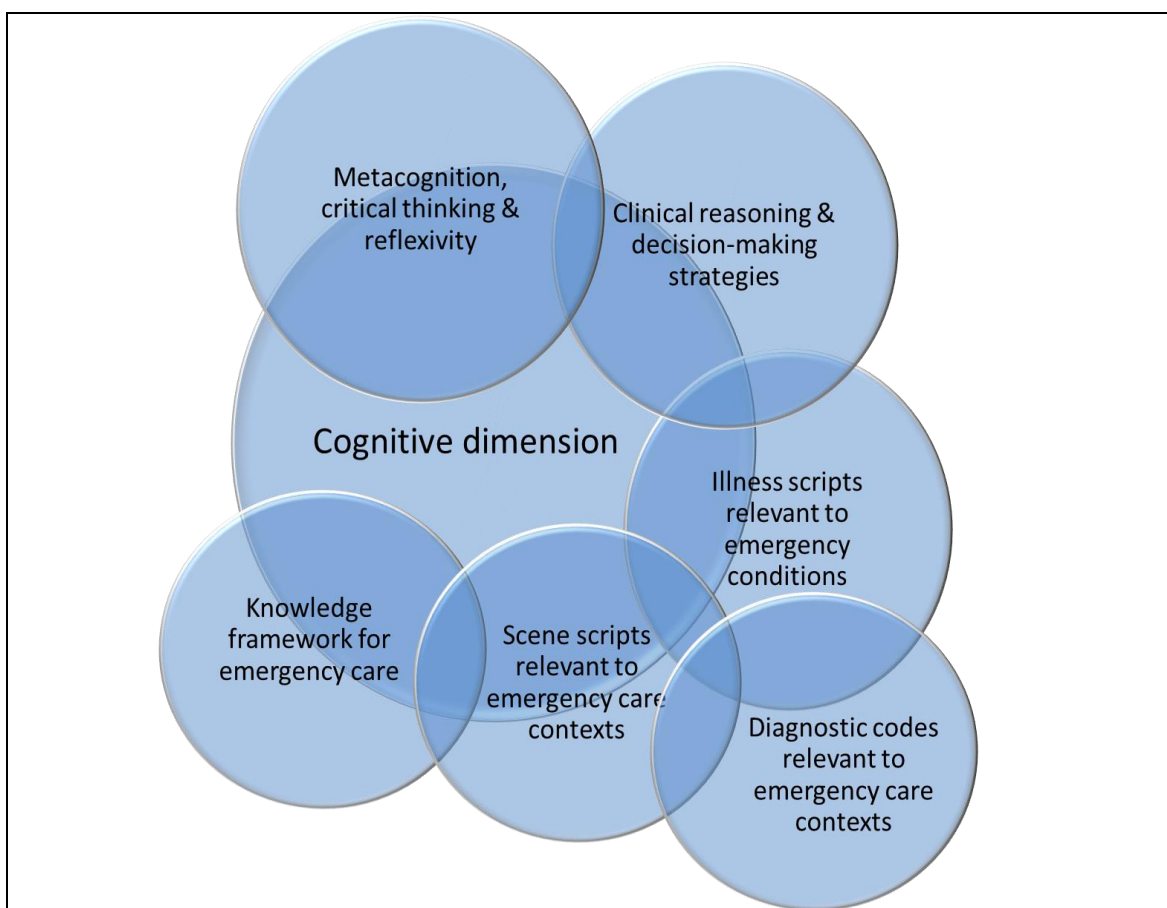 Metacognition,
critical thinking &
reflexivity
Clinical reasoning &
decision-making
strategies
Cognitive dimension
Illness scripts
relevant to
emergency
conditions
Knowledge
framework for
emergency care
Scene scripts
relevant to
emergency care
contexts
Diagnostic codes
relevant to
emergency care
contexts